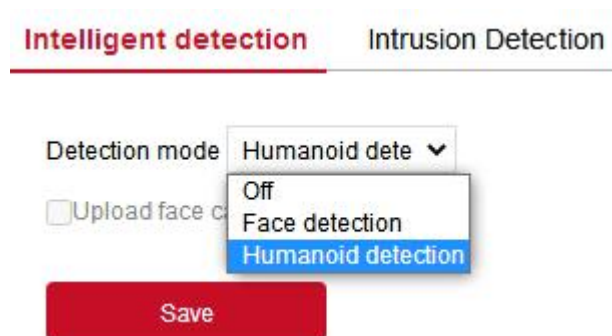 Intelligent detection Intrusion Detection
Detection mode Humanoid dete
Off
Upload face
Face detection
Humanoid detection
Save